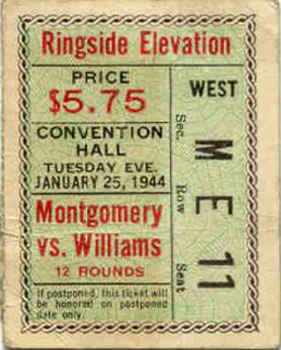 Ringside Elevation
PRICE
$5.75
CONVENTION
HALL
TUESDAY EVE.
JANUARY 25, 1944
Montgomery
vs. Williams
12 ROUNDS
If postponed, this ticket will
be honored on postponed
date only.
WEST
Sec. M
Row E
Seat 11